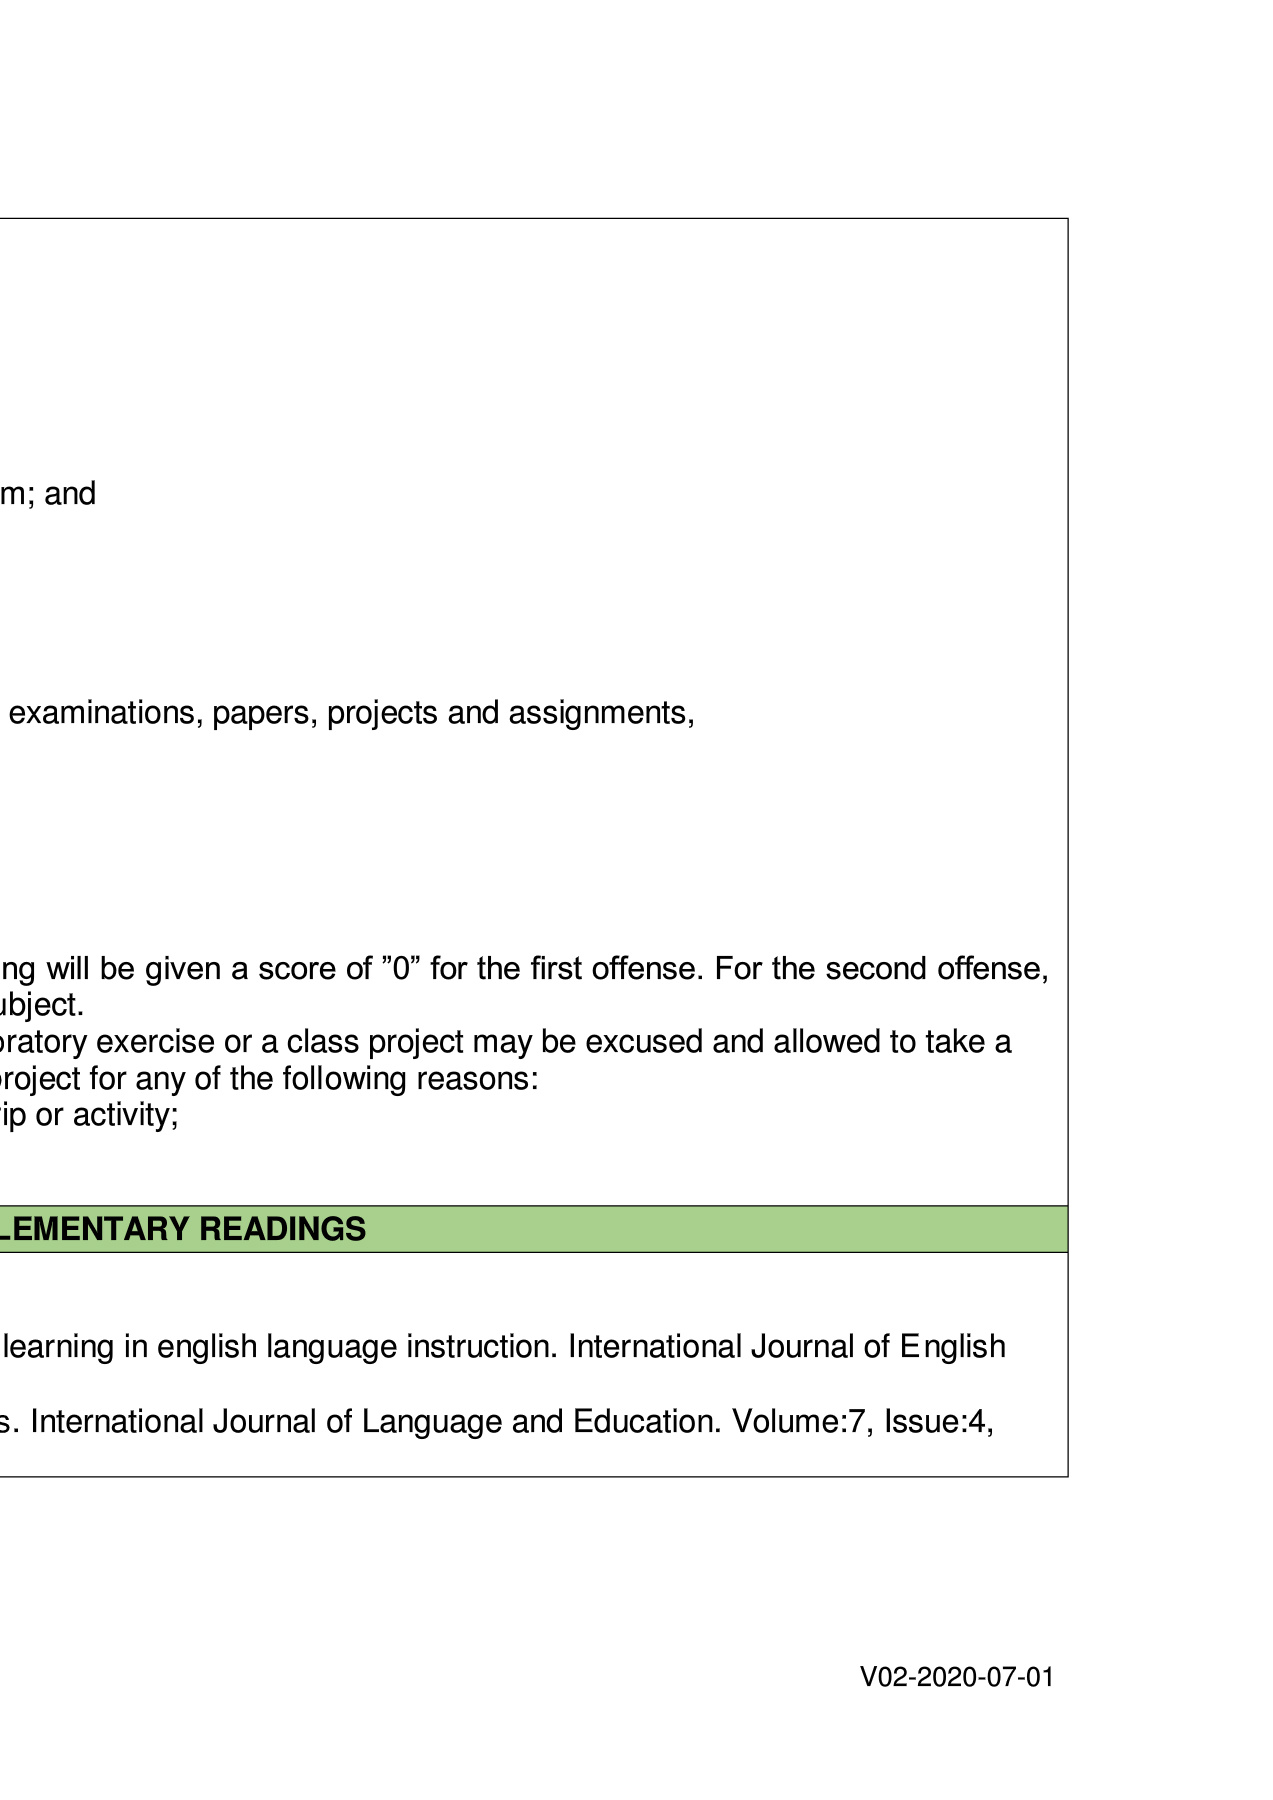 m; and
examinations, papers, projects and assignments,
ng will be given a score of ”0” for the first offense. For the second offense,
ubject.
oratory exercise or a class project may be excused and allowed to take a
project for any of the following reasons:
rip or activity;
LEMENTARY READINGS
learning in english language instruction. International Journal of English
s. International Journal of Language and Education. Volume:7, Issue:4,
V02-2020-07-01